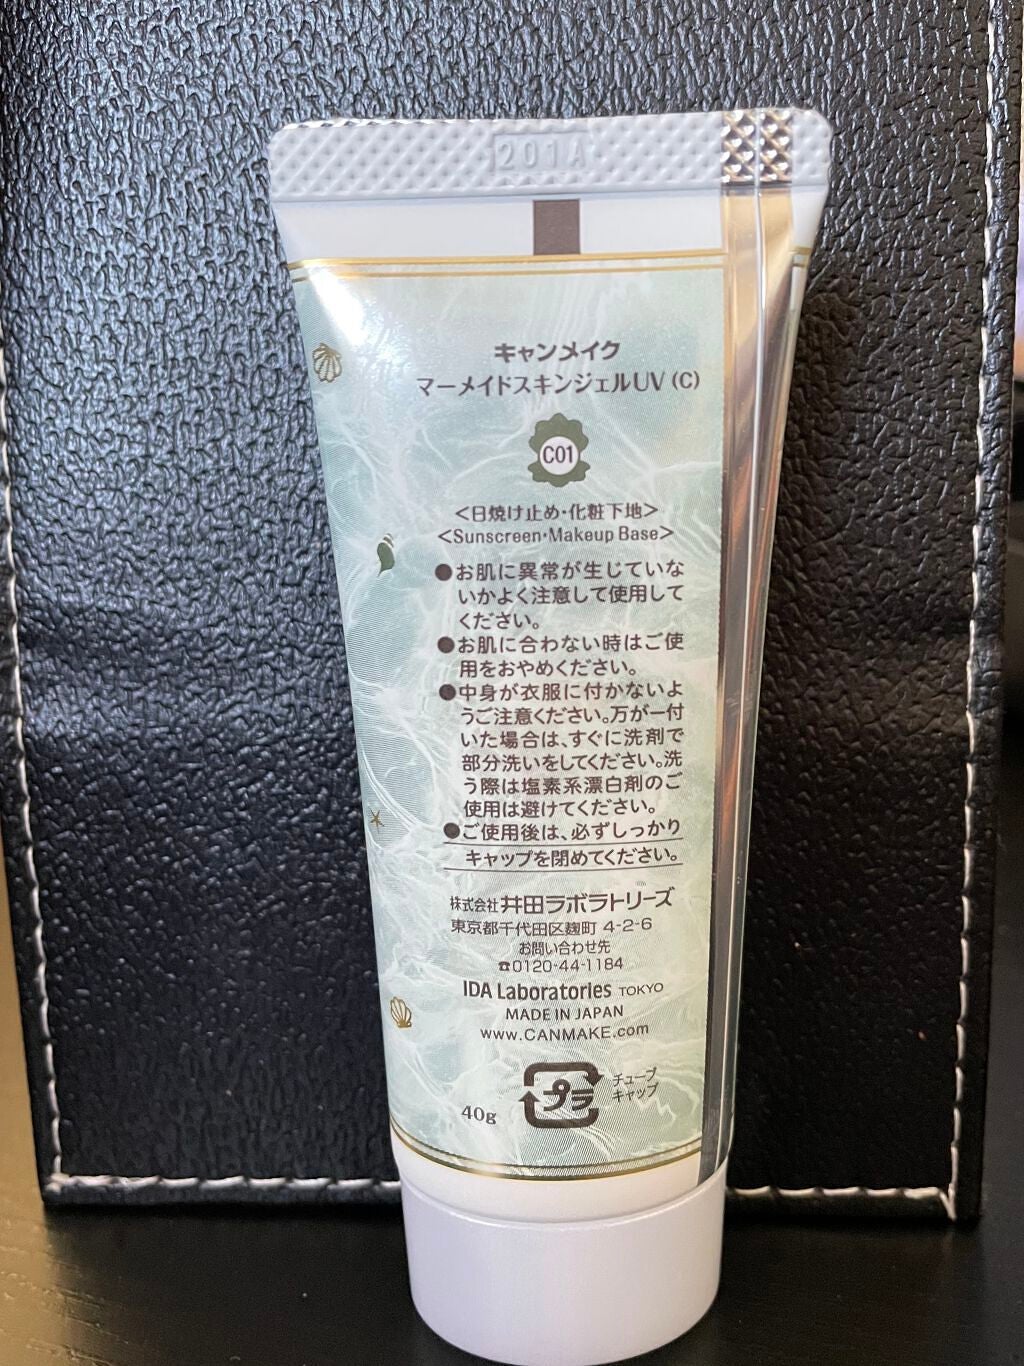 201A
キャンメイク
マーメイドスキンジェルUV (C)
C01
<日焼け止め・化粧下地>
<Sunscreen・Makeup Base>
●お肌に異常が生じていな
いかよく注意して使用して
ください。
●お肌に合わない時はご使
用をおやめください。
●中身が衣服に付かないよ
うご注意ください。万が一付
いた場合は、すぐに洗剤で
部分洗いをしてください。洗
う際は塩素系漂白剤のご
使用は避けてください。
●ご使用後は、必ずしっかり
キャップを閉めてください。
株式会社 井田ラボラトリーズ
東京都千代田区麹町 4-2-6
お問い合わせ先
☎0120-44-1184
IDA Laboratories TOKYO
MADE IN JAPAN
www.CANMAKE.com
プラ
チューブ
キャップ
40g